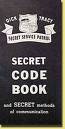 DICK TRACY
SECRET SERVICE PATROL
SECRET
CODE
BOOK
and SECRET methods
of communication